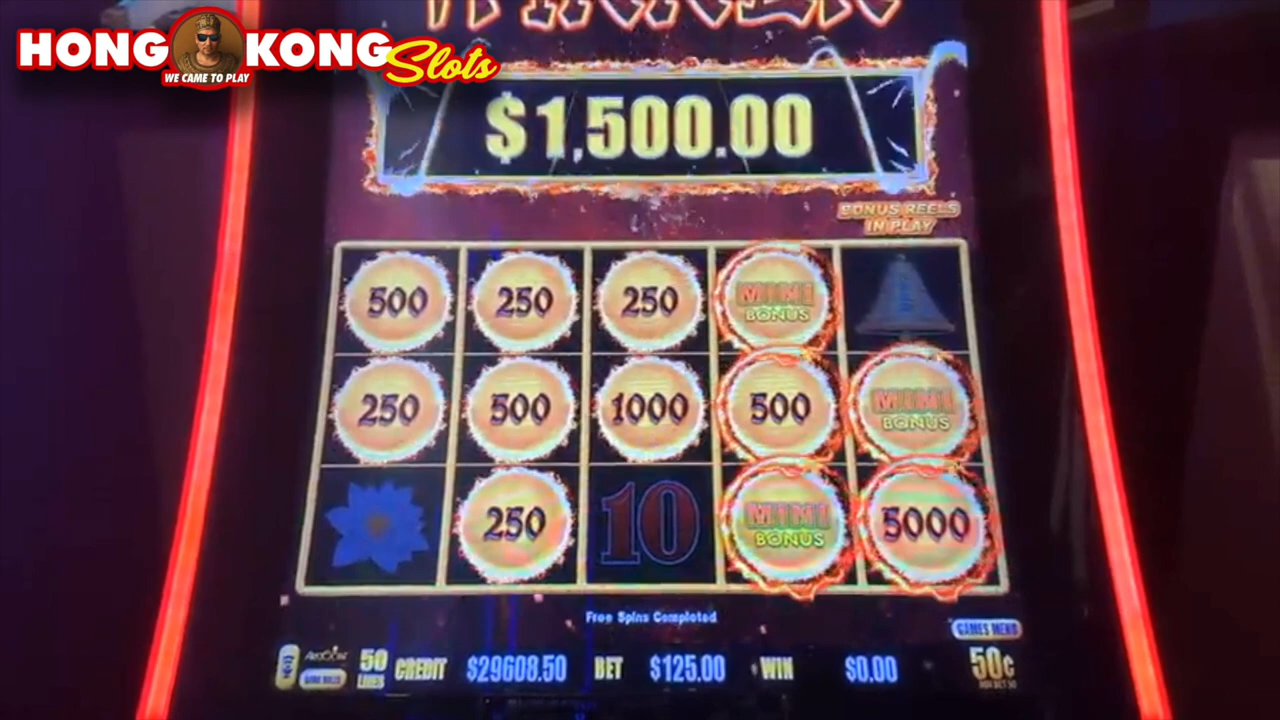 HONG KONG Slots
WE CAME TO PLAY
$1,500.00
BONUS REELS
IN PLAY
500 250 250 MINI
BONUS
250 500 1000 500 MINI
BONUS
250 10 MINI
BONUS 5000
Free Spins Completed
GAMES MENU
50 LINES CREDIT $29608.50 BET $125.00 WIN $0.00 50¢